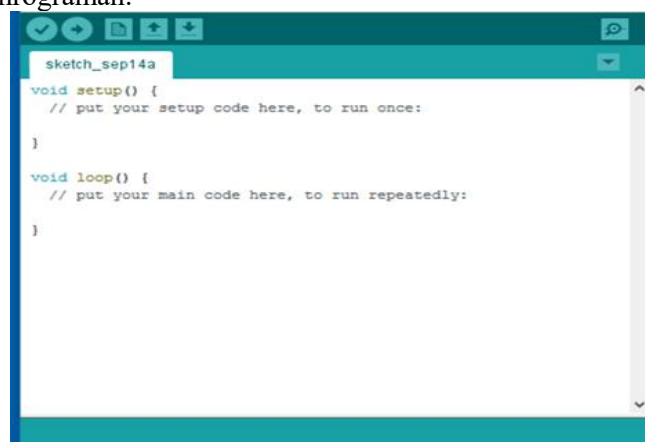 sketch_sep14a
void setup() {
// put your setup code here, to run once:
}
void loop() {
// put your main code here, to run repeatedly:
}